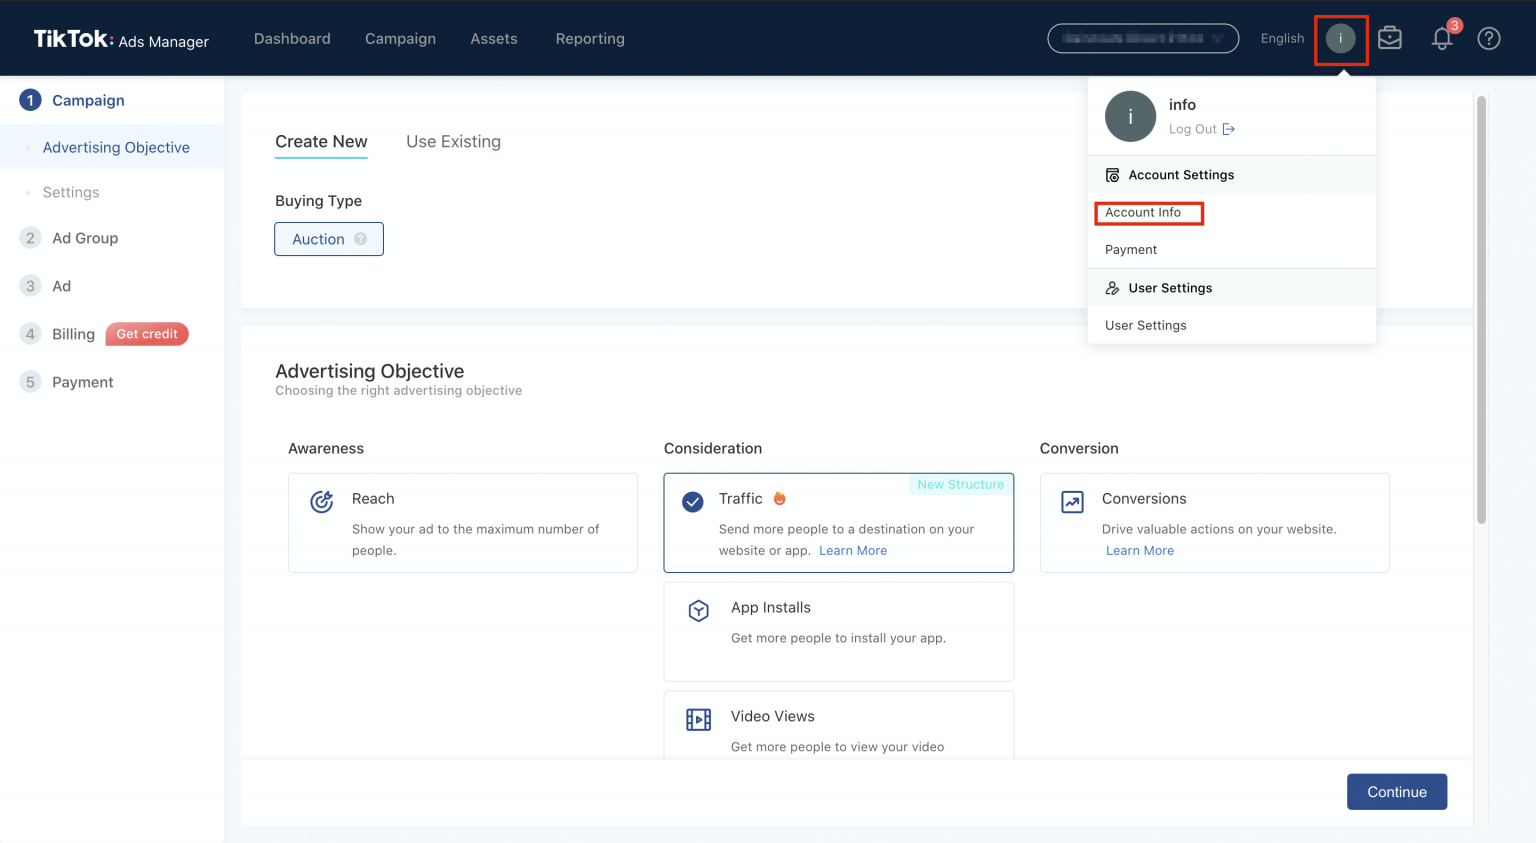 TikTok: Ads Manager
Dashboard
Campaign
Assets
Reporting
English
i
3
?
1 Campaign
Advertising Objective
Settings
2 Ad Group
3 Ad
4 Billing Get credit
5 Payment
Create New
Use Existing
Buying Type
Auction ?
i
info
Log Out
Account Settings
Account Info
Payment
User Settings
User Settings
Advertising Objective
Choosing the right advertising objective
Awareness
Reach
Show your ad to the maximum number of
people.
Consideration
New Structure
Traffic
Send more people to a destination on your
website or app. Learn More
App Installs
Get more people to install your app.
Video Views
Get more people to view your video
Conversion
Conversions
Drive valuable actions on your website.
Learn More
Continue